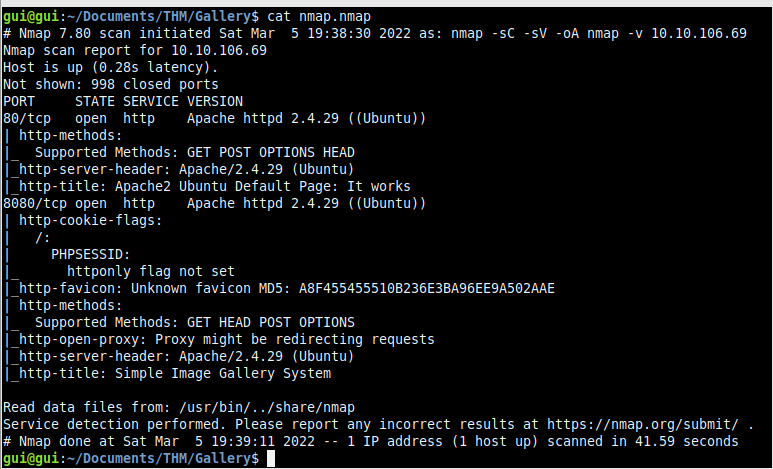 gui@gui:~/Documents/THM/Gallery$ cat nmap.nmap
# Nmap 7.80 scan initiated Sat Mar  5 19:38:30 2022 as: nmap -sC -sV -oA nmap -v 10.10.106.69
Nmap scan report for 10.10.106.69
Host is up (0.28s latency).
Not shown: 998 closed ports
PORT     STATE SERVICE VERSION
80/tcp   open  http    Apache httpd 2.4.29 ((Ubuntu))
| http-methods:
|_  Supported Methods: GET POST OPTIONS HEAD
|_http-server-header: Apache/2.4.29 (Ubuntu)
|_http-title: Apache2 Ubuntu Default Page: It works
8080/tcp open  http    Apache httpd 2.4.29 ((Ubuntu))
| http-cookie-flags:
|   /:
|     PHPSESSID:
|_      httponly flag not set
|_http-favicon: Unknown favicon MD5: A8F455455510B236E3BA96EE9A502AAE
| http-methods:
|_  Supported Methods: GET HEAD POST OPTIONS
|_http-open-proxy: Proxy might be redirecting requests
|_http-server-header: Apache/2.4.29 (Ubuntu)
|_http-title: Simple Image Gallery System

Read data files from: /usr/bin/../share/nmap
Service detection performed. Please report any incorrect results at https://nmap.org/submit/ .
# Nmap done at Sat Mar  5 19:39:11 2022 -- 1 IP address (1 host up) scanned in 41.59 seconds
gui@gui:~/Documents/THM/Gallery$